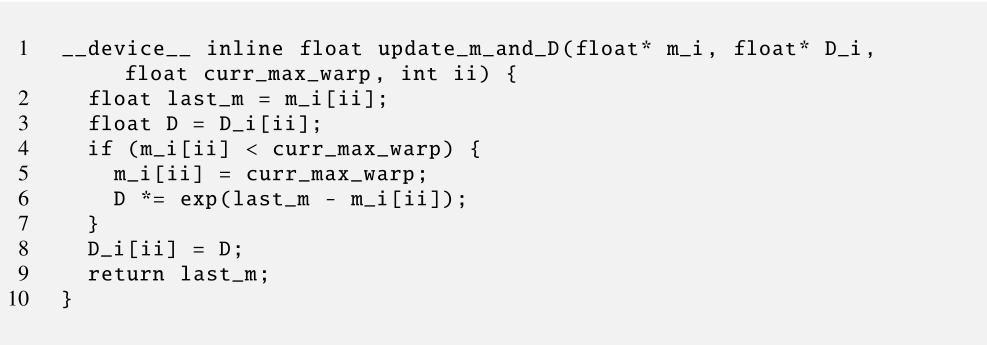 1 __device__ inline float update_m_and_D(float* m_i, float* D_i,
float curr_max_warp, int ii) {
2 float last_m = m_i[ii];
3 float D = D_i[ii];
4 if (m_i[ii] < curr_max_warp) {
5 m_i[ii] = curr_max_warp;
6 D *= exp(last_m - m_i[ii]);
7 }
8 D_i[ii] = D;
9 return last_m;
10 }